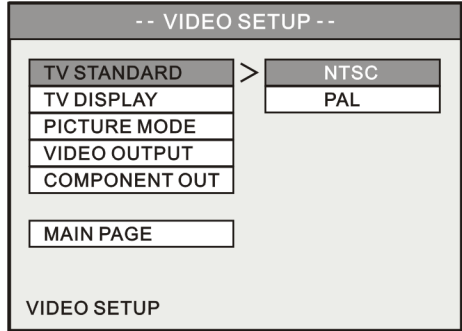 -- VIDEO SETUP --
TV STANDARD > NTSC
TV DISPLAY PAL
PICTURE MODE
VIDEO OUTPUT
COMPONENT OUT
MAIN PAGE
VIDEO SETUP